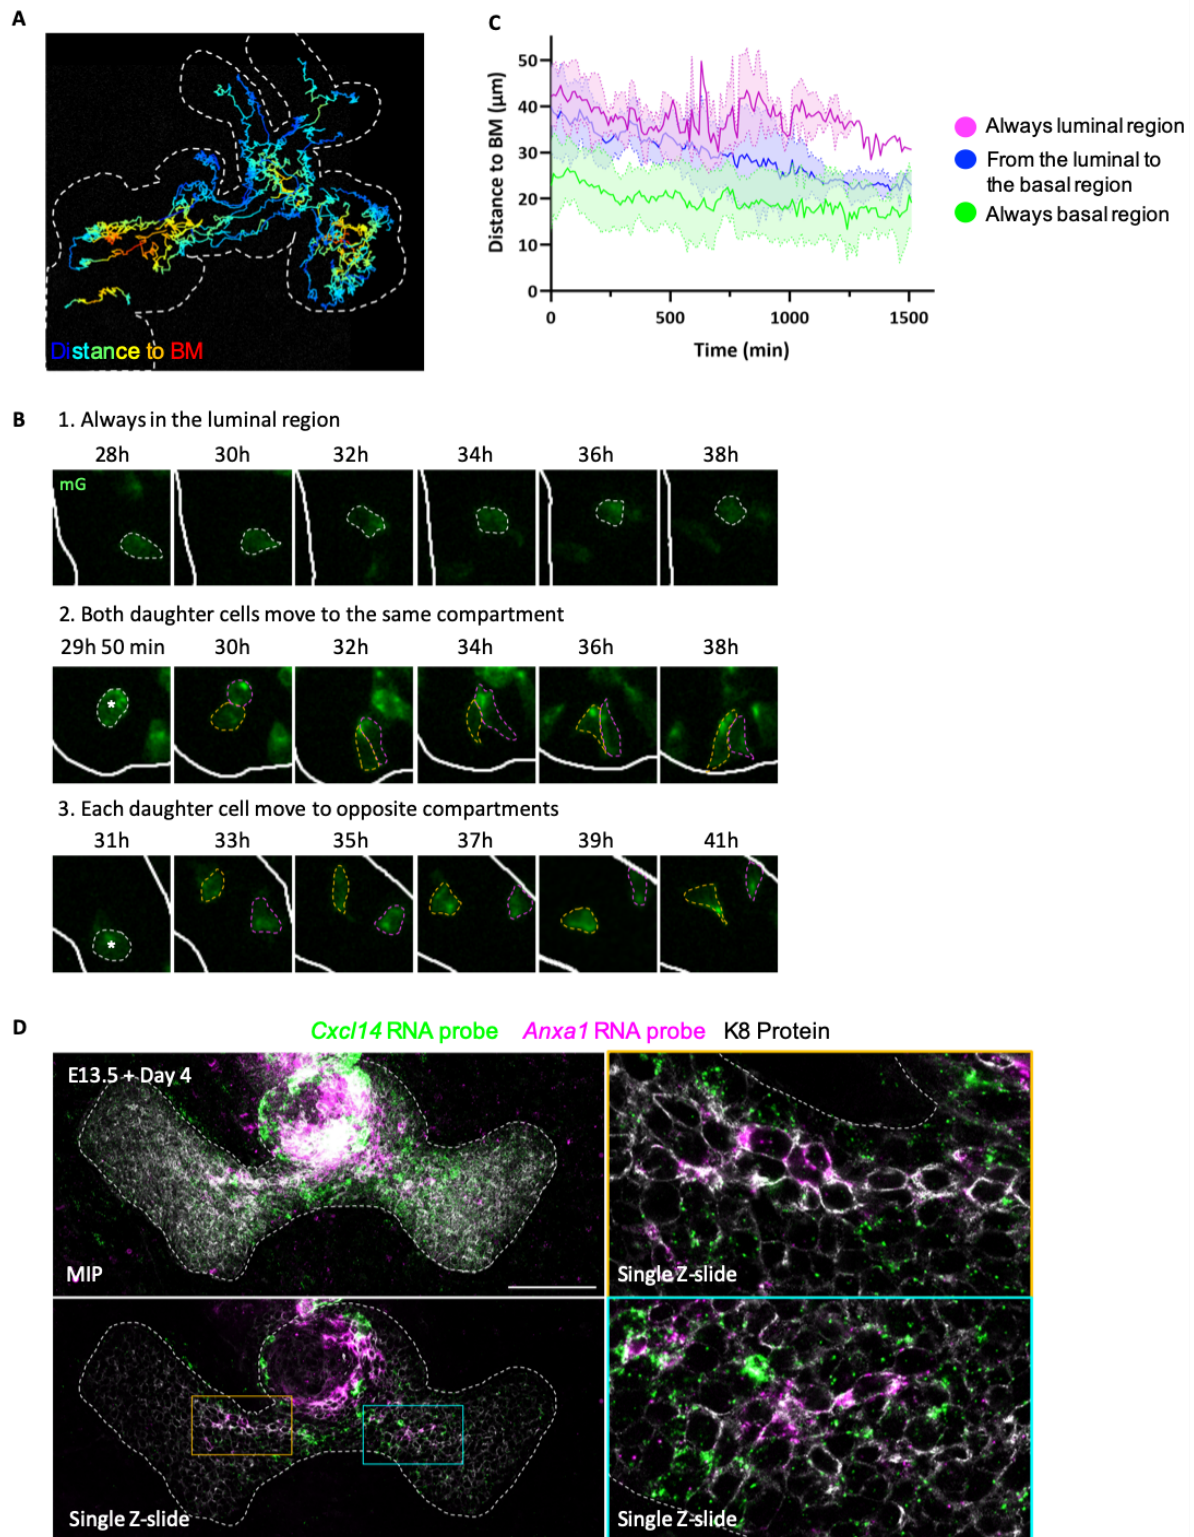 A
Distance to BM
C
Distance to BM (µm)
50
40
30
20
10
0
0
500
1000
1500
Time (min)
Always luminal region
From the luminal to
the basal region
Always basal region
B
1. Always in the luminal region
28h
30h
32h
34h
36h
38h
mG
2. Both daughter cells move to the same compartment
29h 50 min
30h
32h
34h
36h
38h
*
3. Each daughter cell move to opposite compartments
31h
33h
35h
37h
39h
41h
*
D
Cxcl14 RNA probe Anxa1 RNA probe K8 Protein
E13.5 + Day 4
MIP
Single Z-slide
Single Z-slide
Single Z-slide